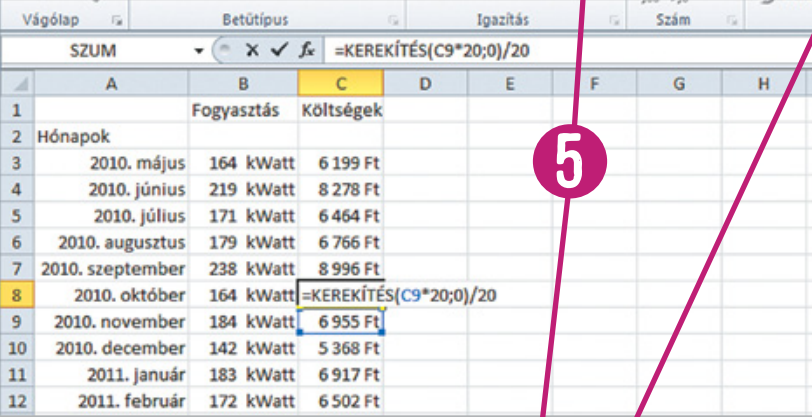 Vágólap Betűtípus Igazítás Szám
SZUM =KEREKÍTÉS(C9*20;0)/20
A B C D E F G H
1 Fogyasztás Költségek
2 Hónapok
3 2010. május 164 kWatt 6 199 Ft
4 2010. június 219 kWatt 8 278 Ft
5 2010. július 171 kWatt 6 464 Ft
6 2010. augusztus 179 kWatt 6 766 Ft
7 2010. szeptember 238 kWatt 8 996 Ft
8 2010. október 164 kWatt =KEREKÍTÉS(C9*20;0)/20
9 2010. november 184 kWatt 6 955 Ft
10 2010. december 142 kWatt 5 368 Ft
11 2011. január 183 kWatt 6 917 Ft
12 2011. február 172 kWatt 6 502 Ft
5